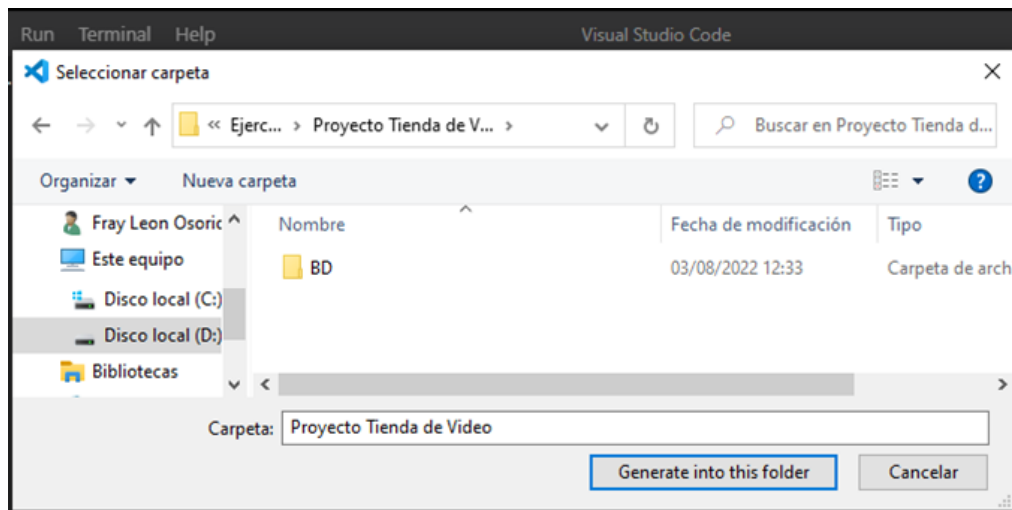 Run Terminal Help Visual Studio Code
Seleccionar carpeta
« Ejerc... › Proyecto Tienda de V... › Buscar en Proyecto Tienda d...
Organizar Nueva carpeta
Fray Leon Osoric Nombre Fecha de modificación Tipo
Este equipo
BD 03/08/2022 12:33 Carpeta de arch
Disco local (C:)
Disco local (D:)
Bibliotecas
Carpeta: Proyecto Tienda de Video
Generate into this folder Cancelar